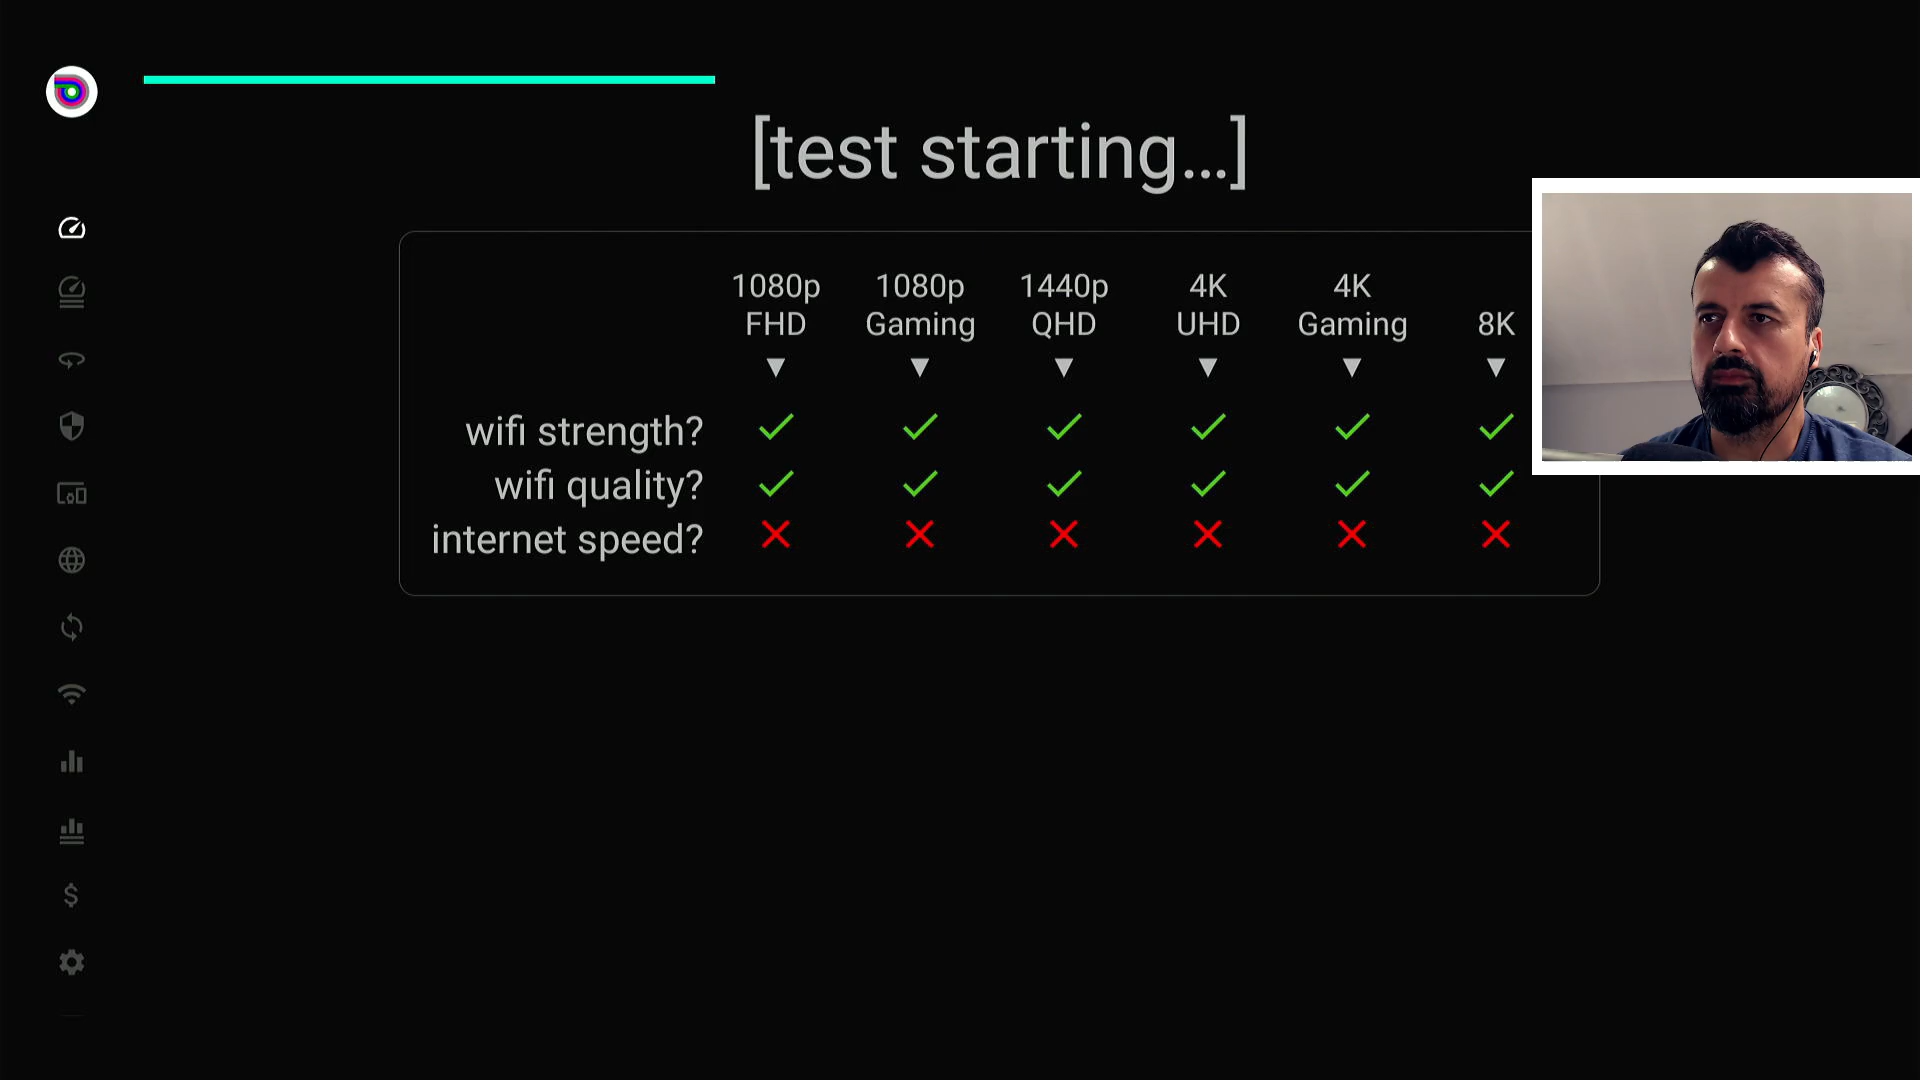 [test starting...]
1080p 1080p 1440p 4K 4K
FHD Gaming QHD UHD Gaming 8K
wifi strength?
wifi quality?
internet speed?